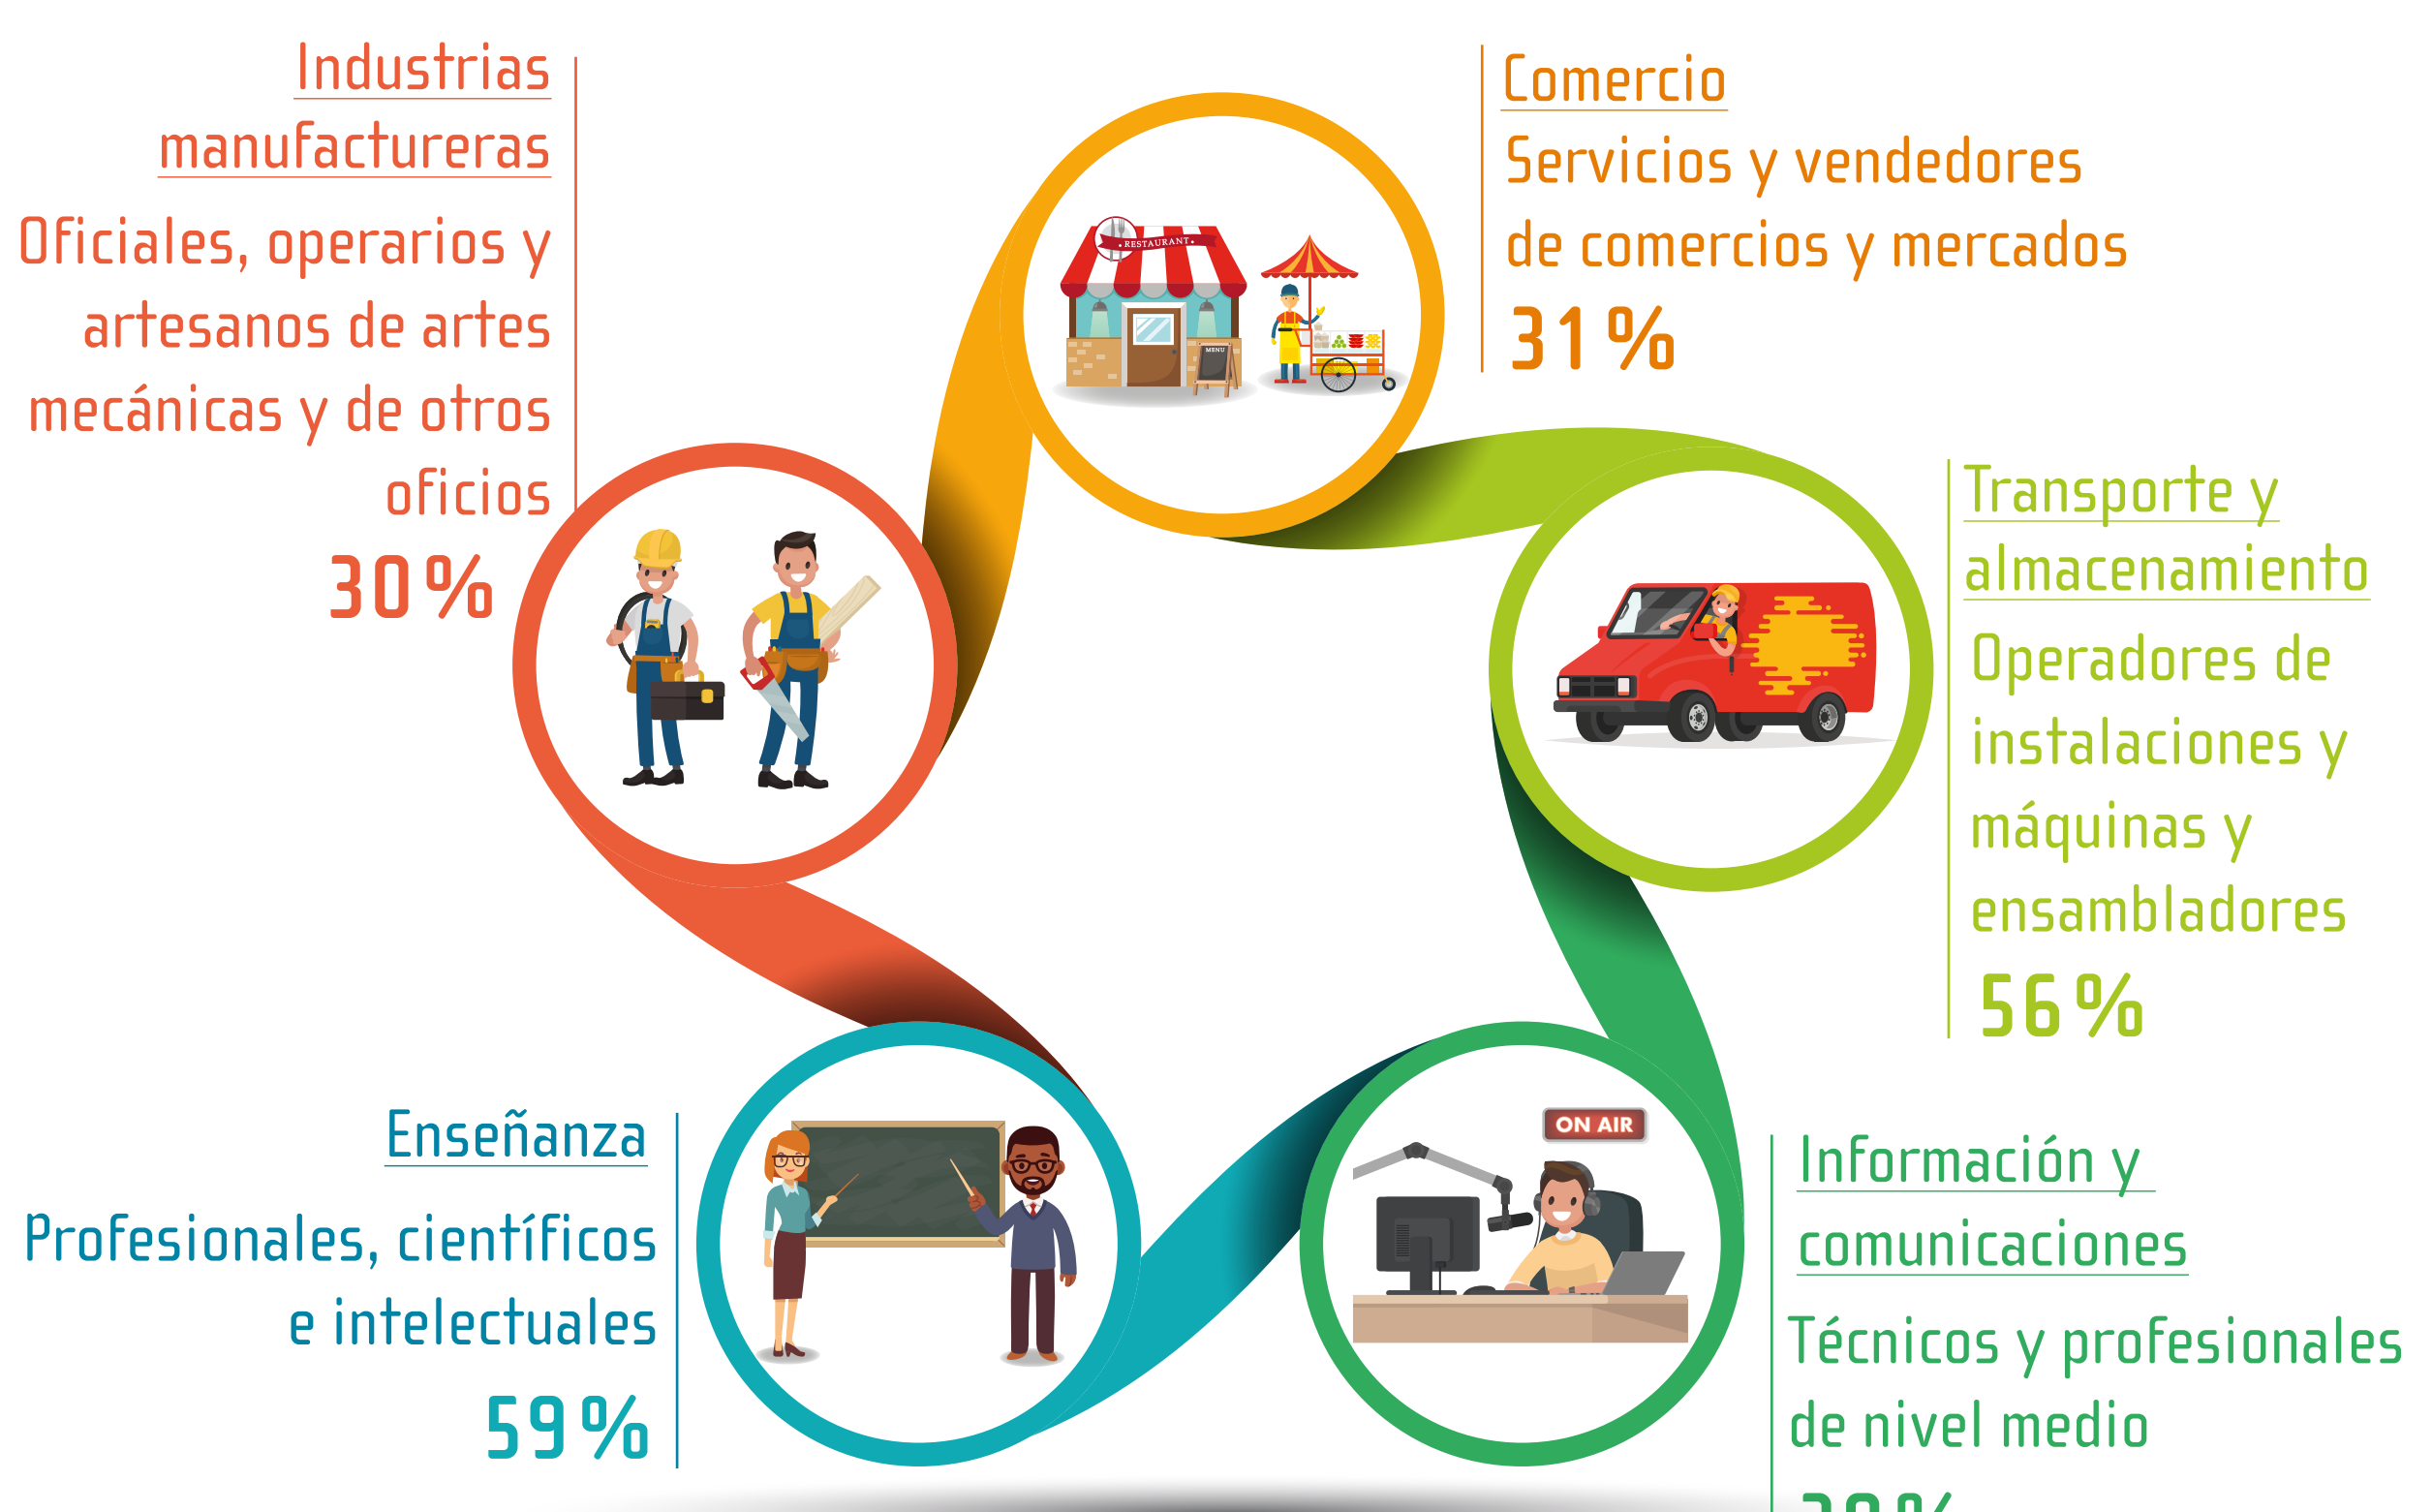 Industrias
manufactureras
Oficiales, operarios y
artesanos de artes
mecánicas y de otros
oficios
30%
Comercio
Servicios y vendedores
de comercios y mercados
31%
RESTAURANT
MENU
Transporte y
almacenamiento
Operadores de
instalaciones y
máquinas y
ensambladores
56%
Enseñanza
Profesionales, científicos
e intelectuales
59%
ON AIR
Información y
comunicaciones
Técnicos y profesionales
de nivel medio